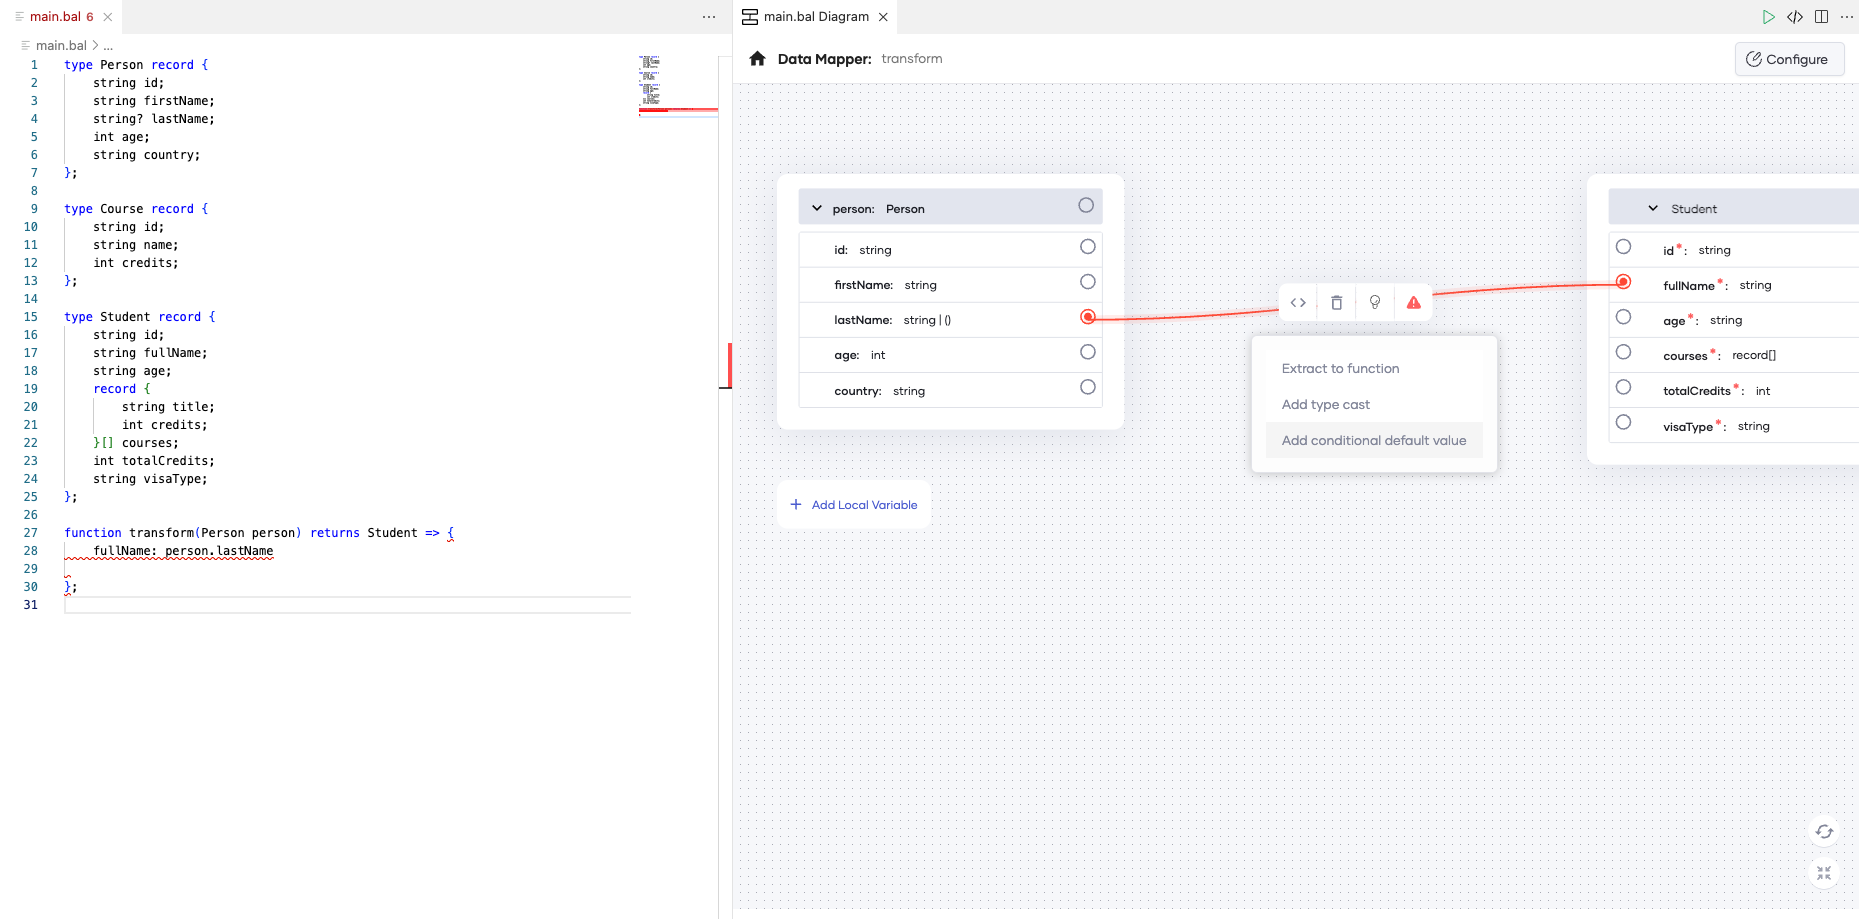 main.bal 6
main.bal > ...
1 type Person record {
2 string id;
3 string firstName;
4 string? lastName;
5 int age;
6 string country;
7 };
8
9 type Course record {
10 string id;
11 string name;
12 int credits;
13 };
14
15 type Student record {
16 string id;
17 string fullName;
18 string age;
19 record {
20 string title;
21 int credits;
22 }[] courses;
23 int totalCredits;
24 string visaType;
25 };
26
27 function transform(Person person) returns Student => {
28 fullName: person.lastName
29
30 };
31
main.bal Diagram
Data Mapper: transform
Configure
person: Person
id: string
firstName: string
lastName: string | ()
age: int
country: string
Add Local Variable
Extract to function
Add type cast
Add conditional default value
Student
id*: string
fullName*: string
age*: string
courses*: record[]
totalCredits*: int
visaType*: string